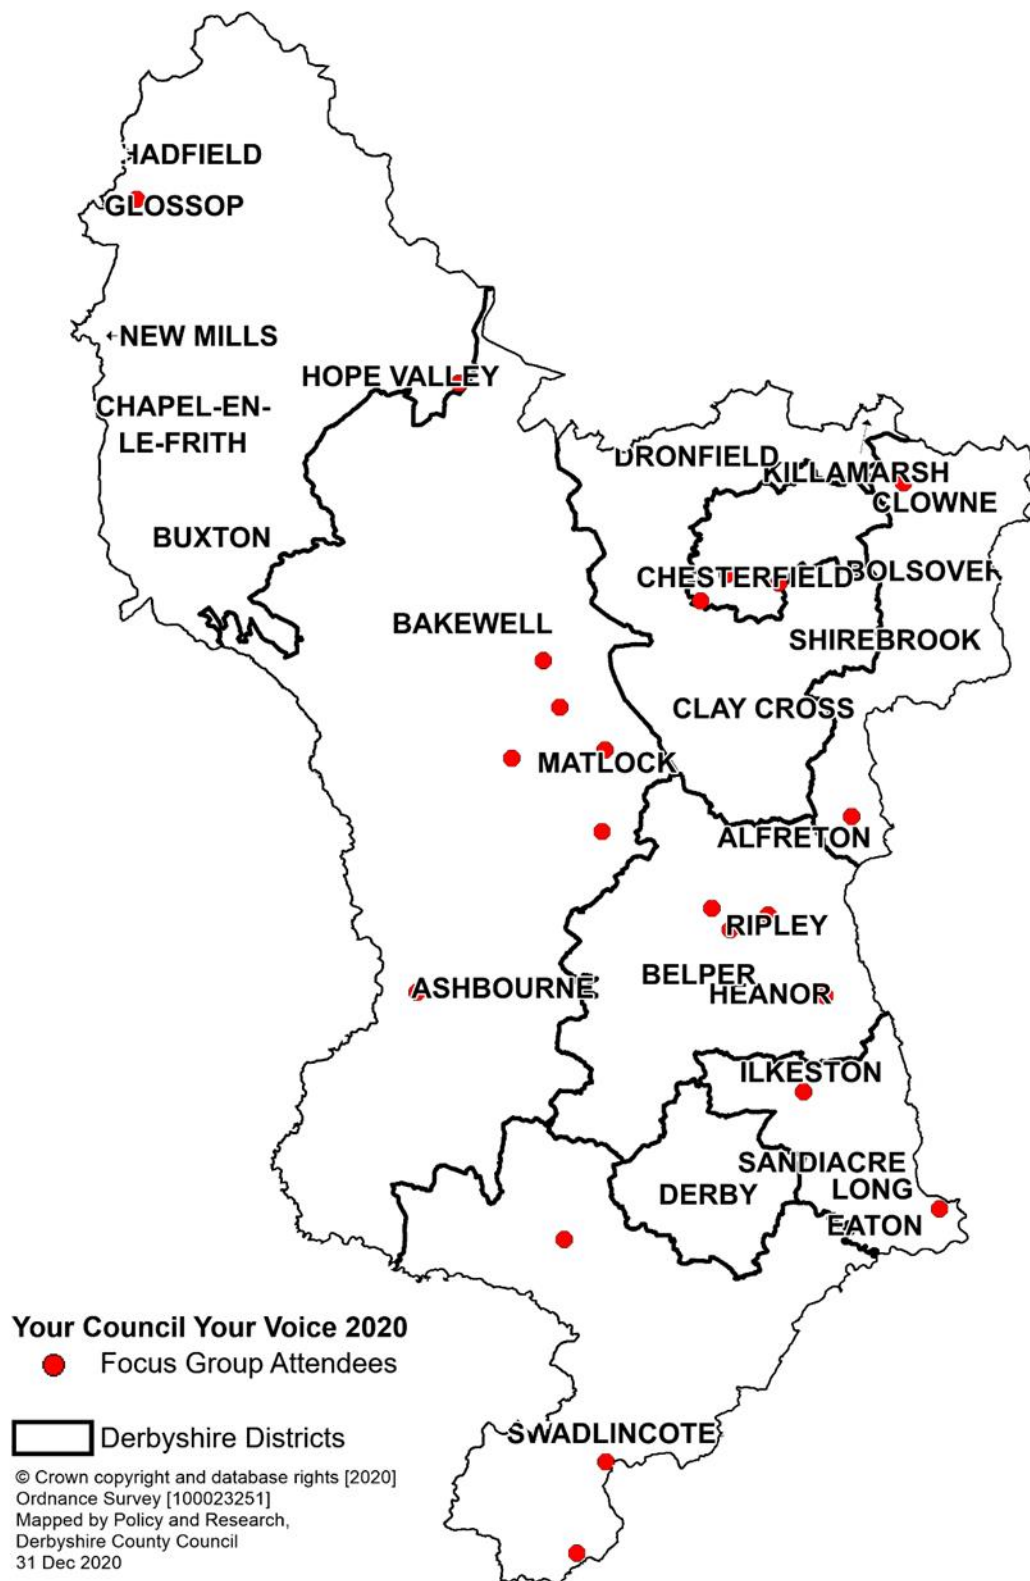 HADFIELD
GLOSSOP
NEW MILLS
HOPE VALLEY
CHAPEL-EN-
LE-FRITH
DRONFIELD
KILLAMARSH
CLOWNE
BUXTON
CHESTERFIELD
BOLSOVER
BAKEWELL
SHIREBROOK
CLAY CROSS
MATLOCK
ALFRETON
RIPLEY
BELPER
ASHBOURNE
HEANOR
ILKESTON
SANDIACRE
DERBY
LONG
EATON
Your Council Your Voice 2020
Focus Group Attendees
Derbyshire Districts
SWADLINCOTE
© Crown copyright and database rights [2020]
Ordnance Survey [100023251]
Mapped by Policy and Research,
Derbyshire County Council
31 Dec 2020